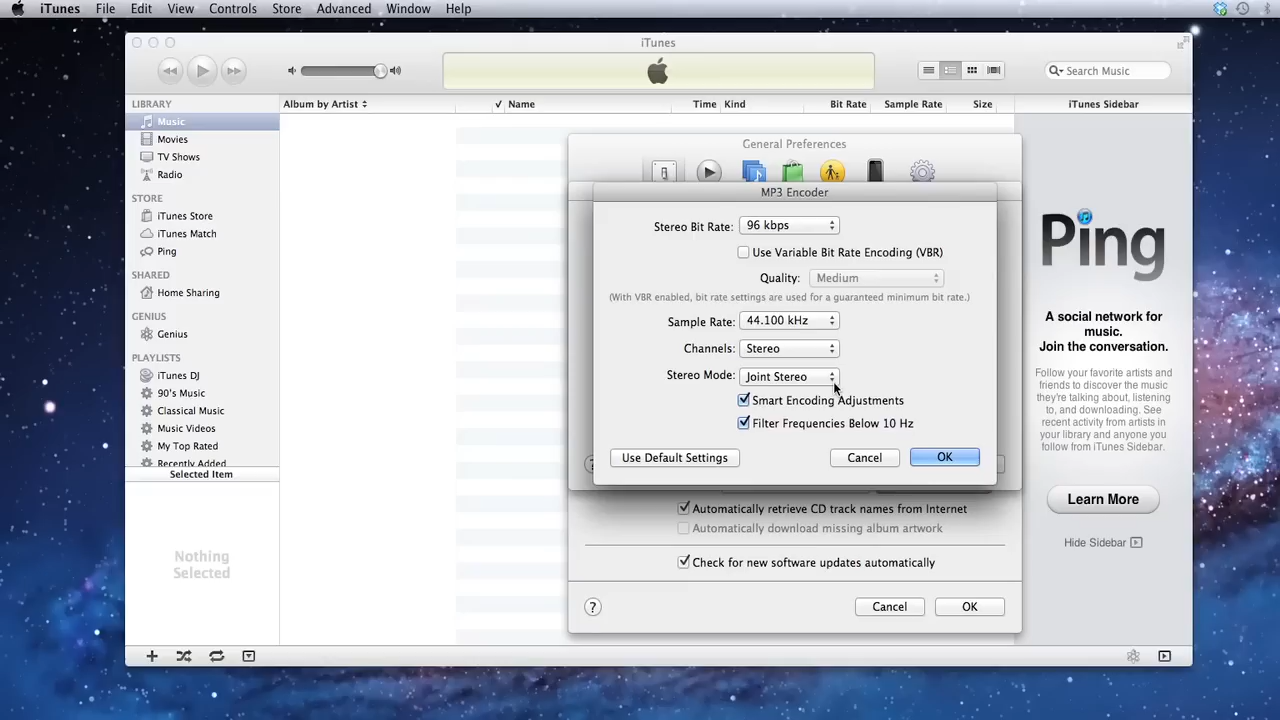 iTunes File Edit View Controls Store Advanced Window Help
iTunes
Search Music
LIBRARY
Music
Movies
TV Shows
Radio
STORE
iTunes Store
iTunes Match
Ping
SHARED
Home Sharing
GENIUS
Genius
PLAYLISTS
iTunes DJ
90's Music
Classical Music
Music Videos
My Top Rated
Recently Added
Selected Item
Nothing
Selected
Album by Artist ✓ Name Time Kind Bit Rate Sample Rate Size iTunes Sidebar
General Preferences
MP3 Encoder
Stereo Bit Rate: 96 kbps
Use Variable Bit Rate Encoding (VBR)
Quality: Medium
(With VBR enabled, bit rate settings are used for a guaranteed minimum bit rate.)
Sample Rate: 44.100 kHz
Channels: Stereo
Stereo Mode: Joint Stereo
Smart Encoding Adjustments
Filter Frequencies Below 10 Hz
Use Default Settings Cancel OK
?
Automatically retrieve CD track names from Internet
Automatically download missing album artwork
Check for new software updates automatically
? Cancel OK
Ping
A social network for
music.
Join the conversation.
Follow your favorite artists and
friends to discover the music
they're talking about, listening
to, and downloading. See
recent activity from artists in
your library and anyone you
follow from iTunes Sidebar.
Learn More
Hide Sidebar